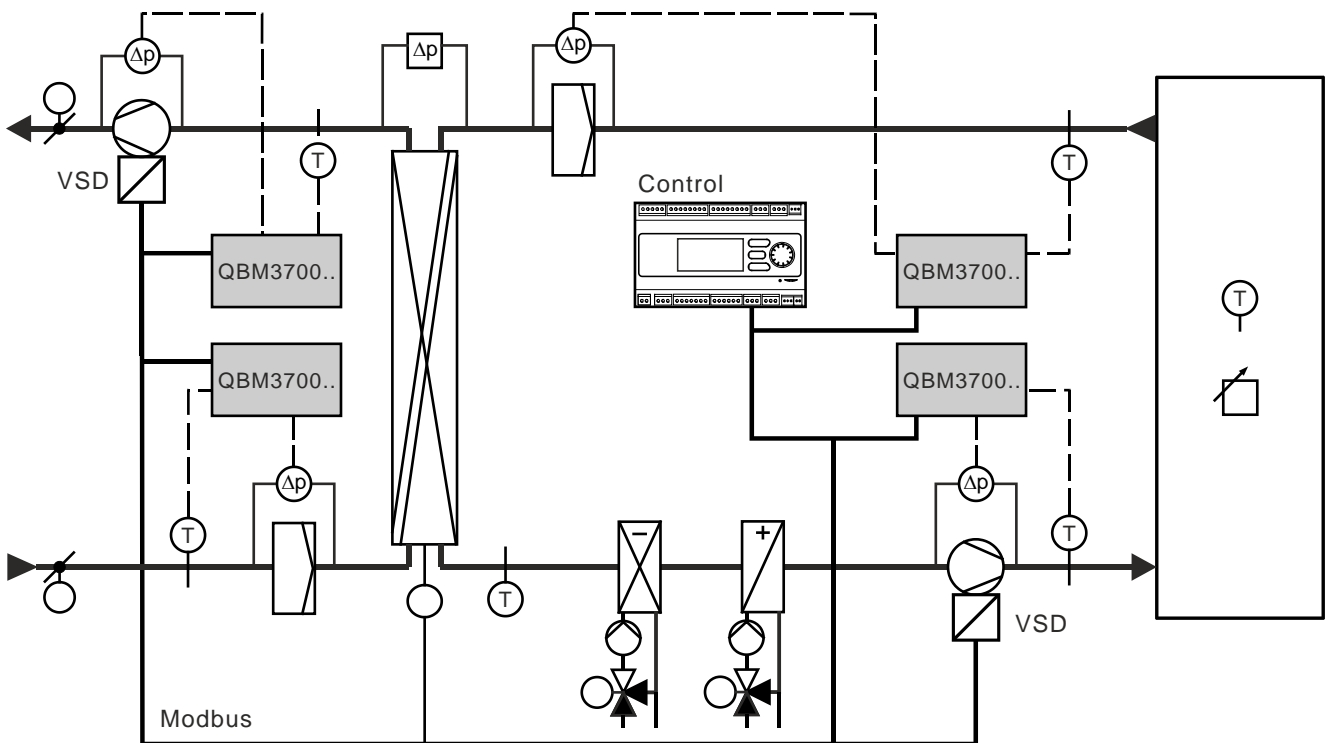 Δp
Δp
Δp
T
T
VSD
Control
QBM3700..
QBM3700..
T
QBM3700..
QBM3700..
Δp
Δp
T
T
−
+
T
VSD
Modbus